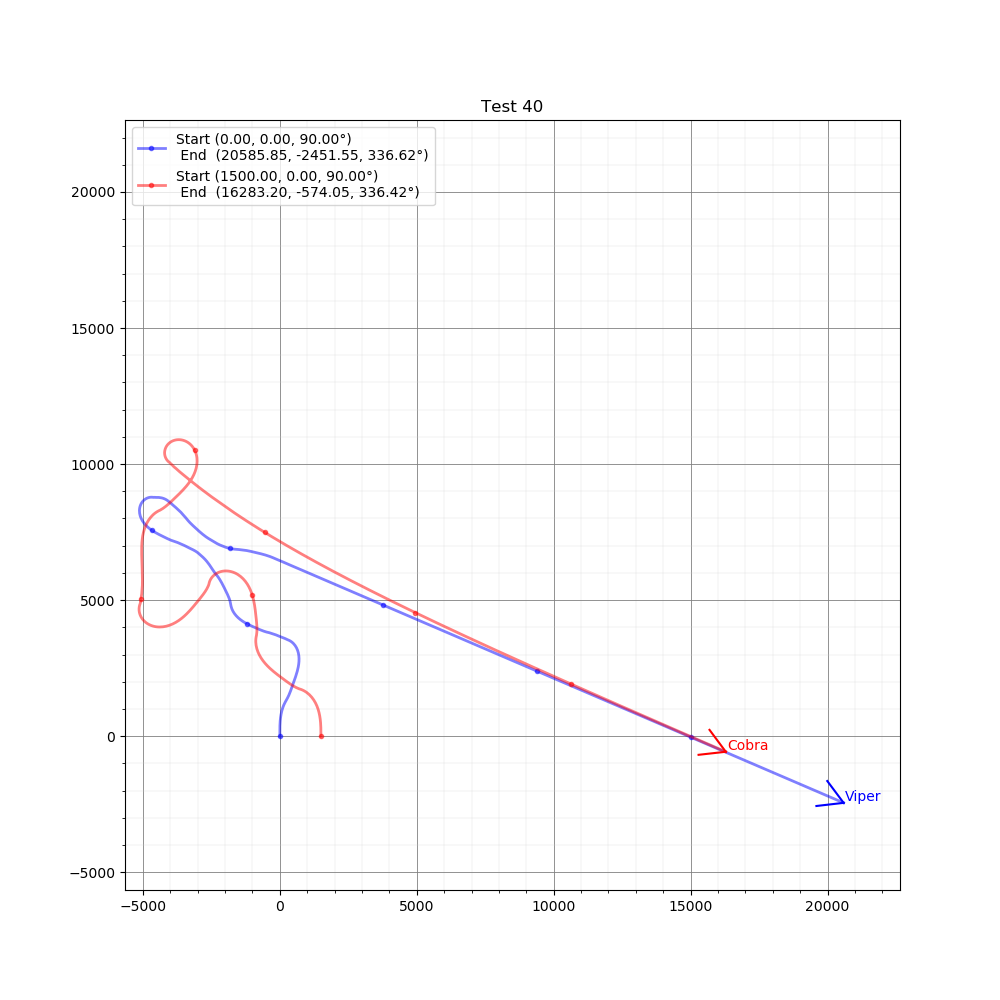 Test 40
Start (0.00, 0.00, 90.00°)
End  (20585.85, -2451.55, 336.62°)
Start (1500.00, 0.00, 90.00°)
End  (16283.20, -574.05, 336.42°)
20000
15000
10000
5000
0
−5000
Cobra
Viper
−5000 0 5000 10000 15000 20000